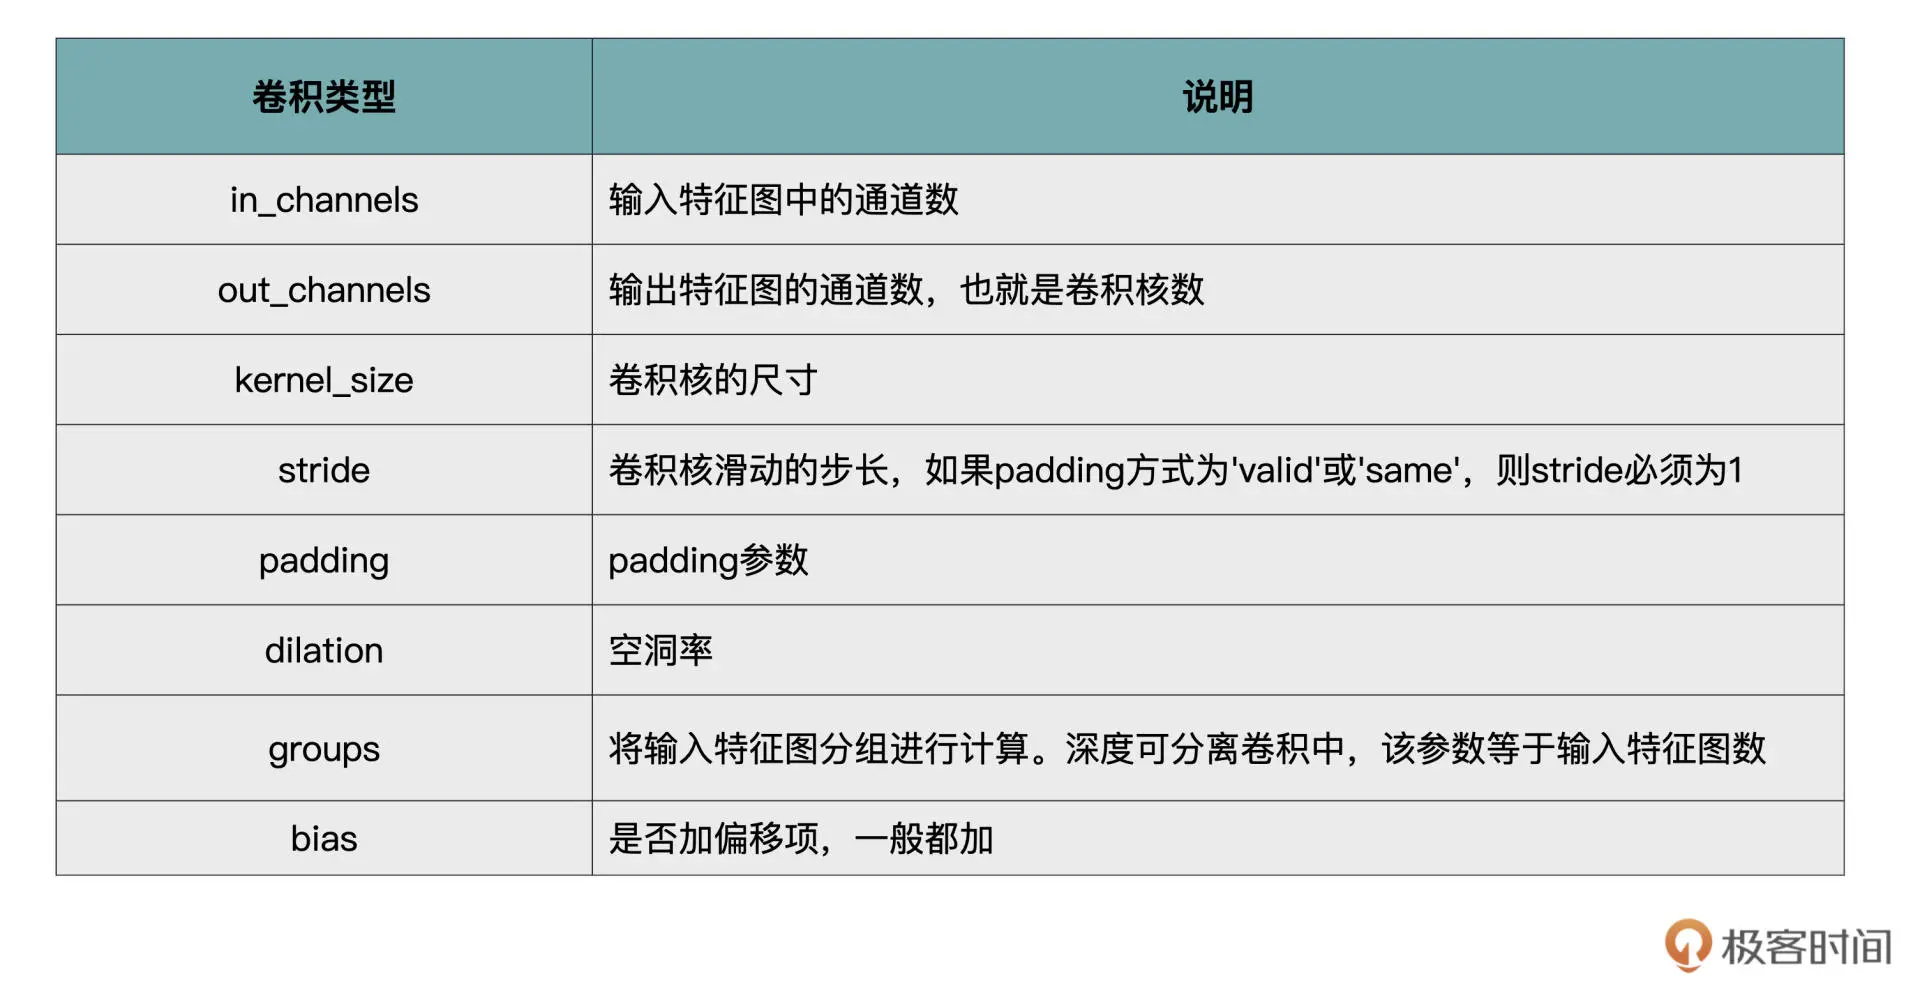 卷积类型 说明
in_channels 输入特征图中的通道数
out_channels 输出特征图的通道数，也就是卷积核数
kernel_size 卷积核的尺寸
stride 卷积核滑动的步长，如果padding方式为'valid'或'same'，则stride必须为1
padding padding参数
dilation 空洞率
groups 将输入特征图分组进行计算。深度可分离卷积中，该参数等于输入特征图数
bias 是否加偏移项，一般都加
极客时间